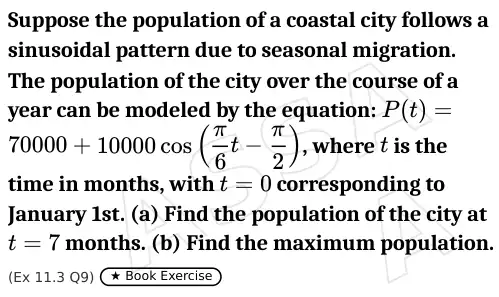 Suppose the population of a coastal city follows a
sinusoidal pattern due to seasonal migration.
The population of the city over the course of a
year can be modeled by the equation: P(t) =
70000 + 10000 cos (π/6 t − π/2), where t is the
time in months, with t = 0 corresponding to
January 1st. (a) Find the population of the city at
t = 7 months. (b) Find the maximum population.
(Ex 11.3 Q9) ★ Book Exercise